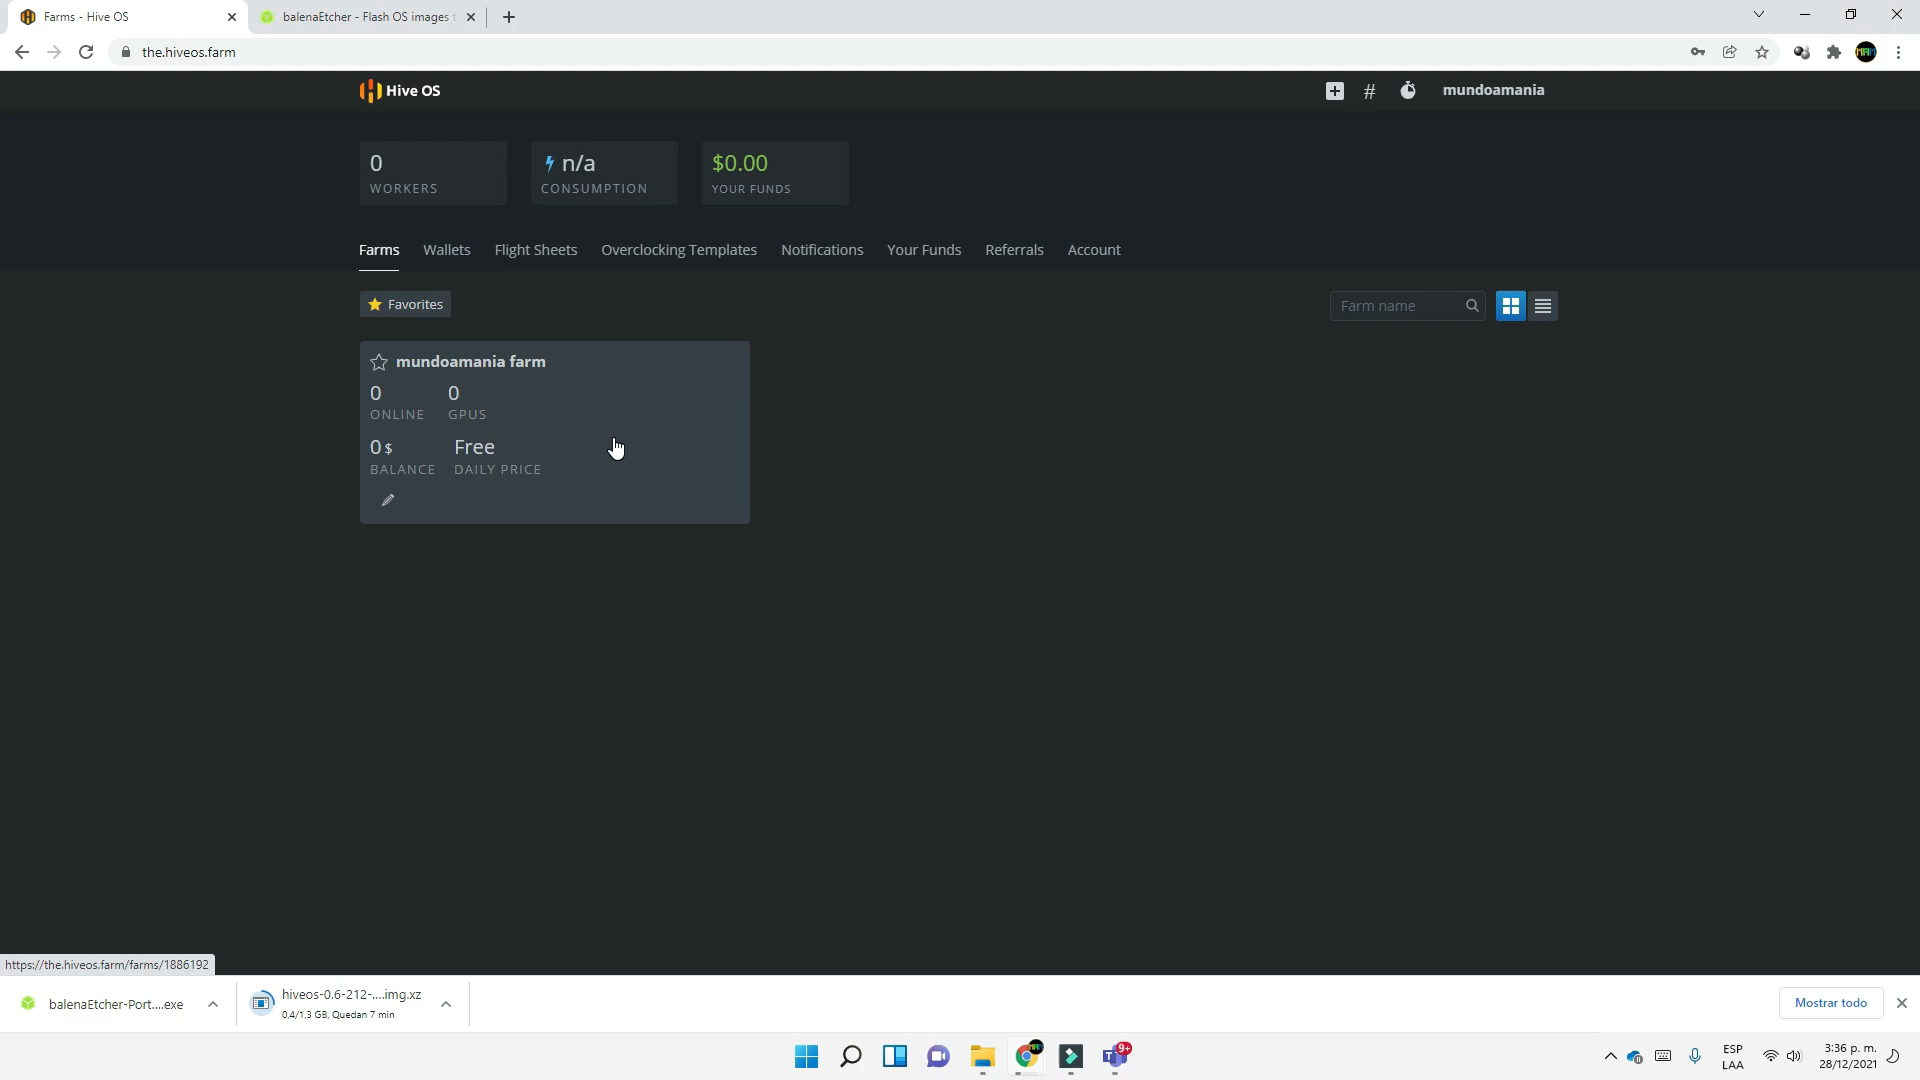 Farms - Hive OS
balenaEtcher - Flash OS images t
the.hiveos.farm
Hive OS
# mundoamania
0
WORKERS
n/a
CONSUMPTION
$0.00
YOUR FUNDS
Farms Wallets Flight Sheets Overclocking Templates Notifications Your Funds Referrals Account
Favorites
Farm name
mundoamania farm
0 0
ONLINE GPUS
0 $ Free
BALANCE DAILY PRICE
https://the.hiveos.farm/farms/1886192
balenaEtcher-Port....exe
hiveos-0.6-212-....img.xz
0,4/1,3 GB, Quedan 7 min
Mostrar todo
9+
ESP
LAA
3:36 p. m.
28/12/2021